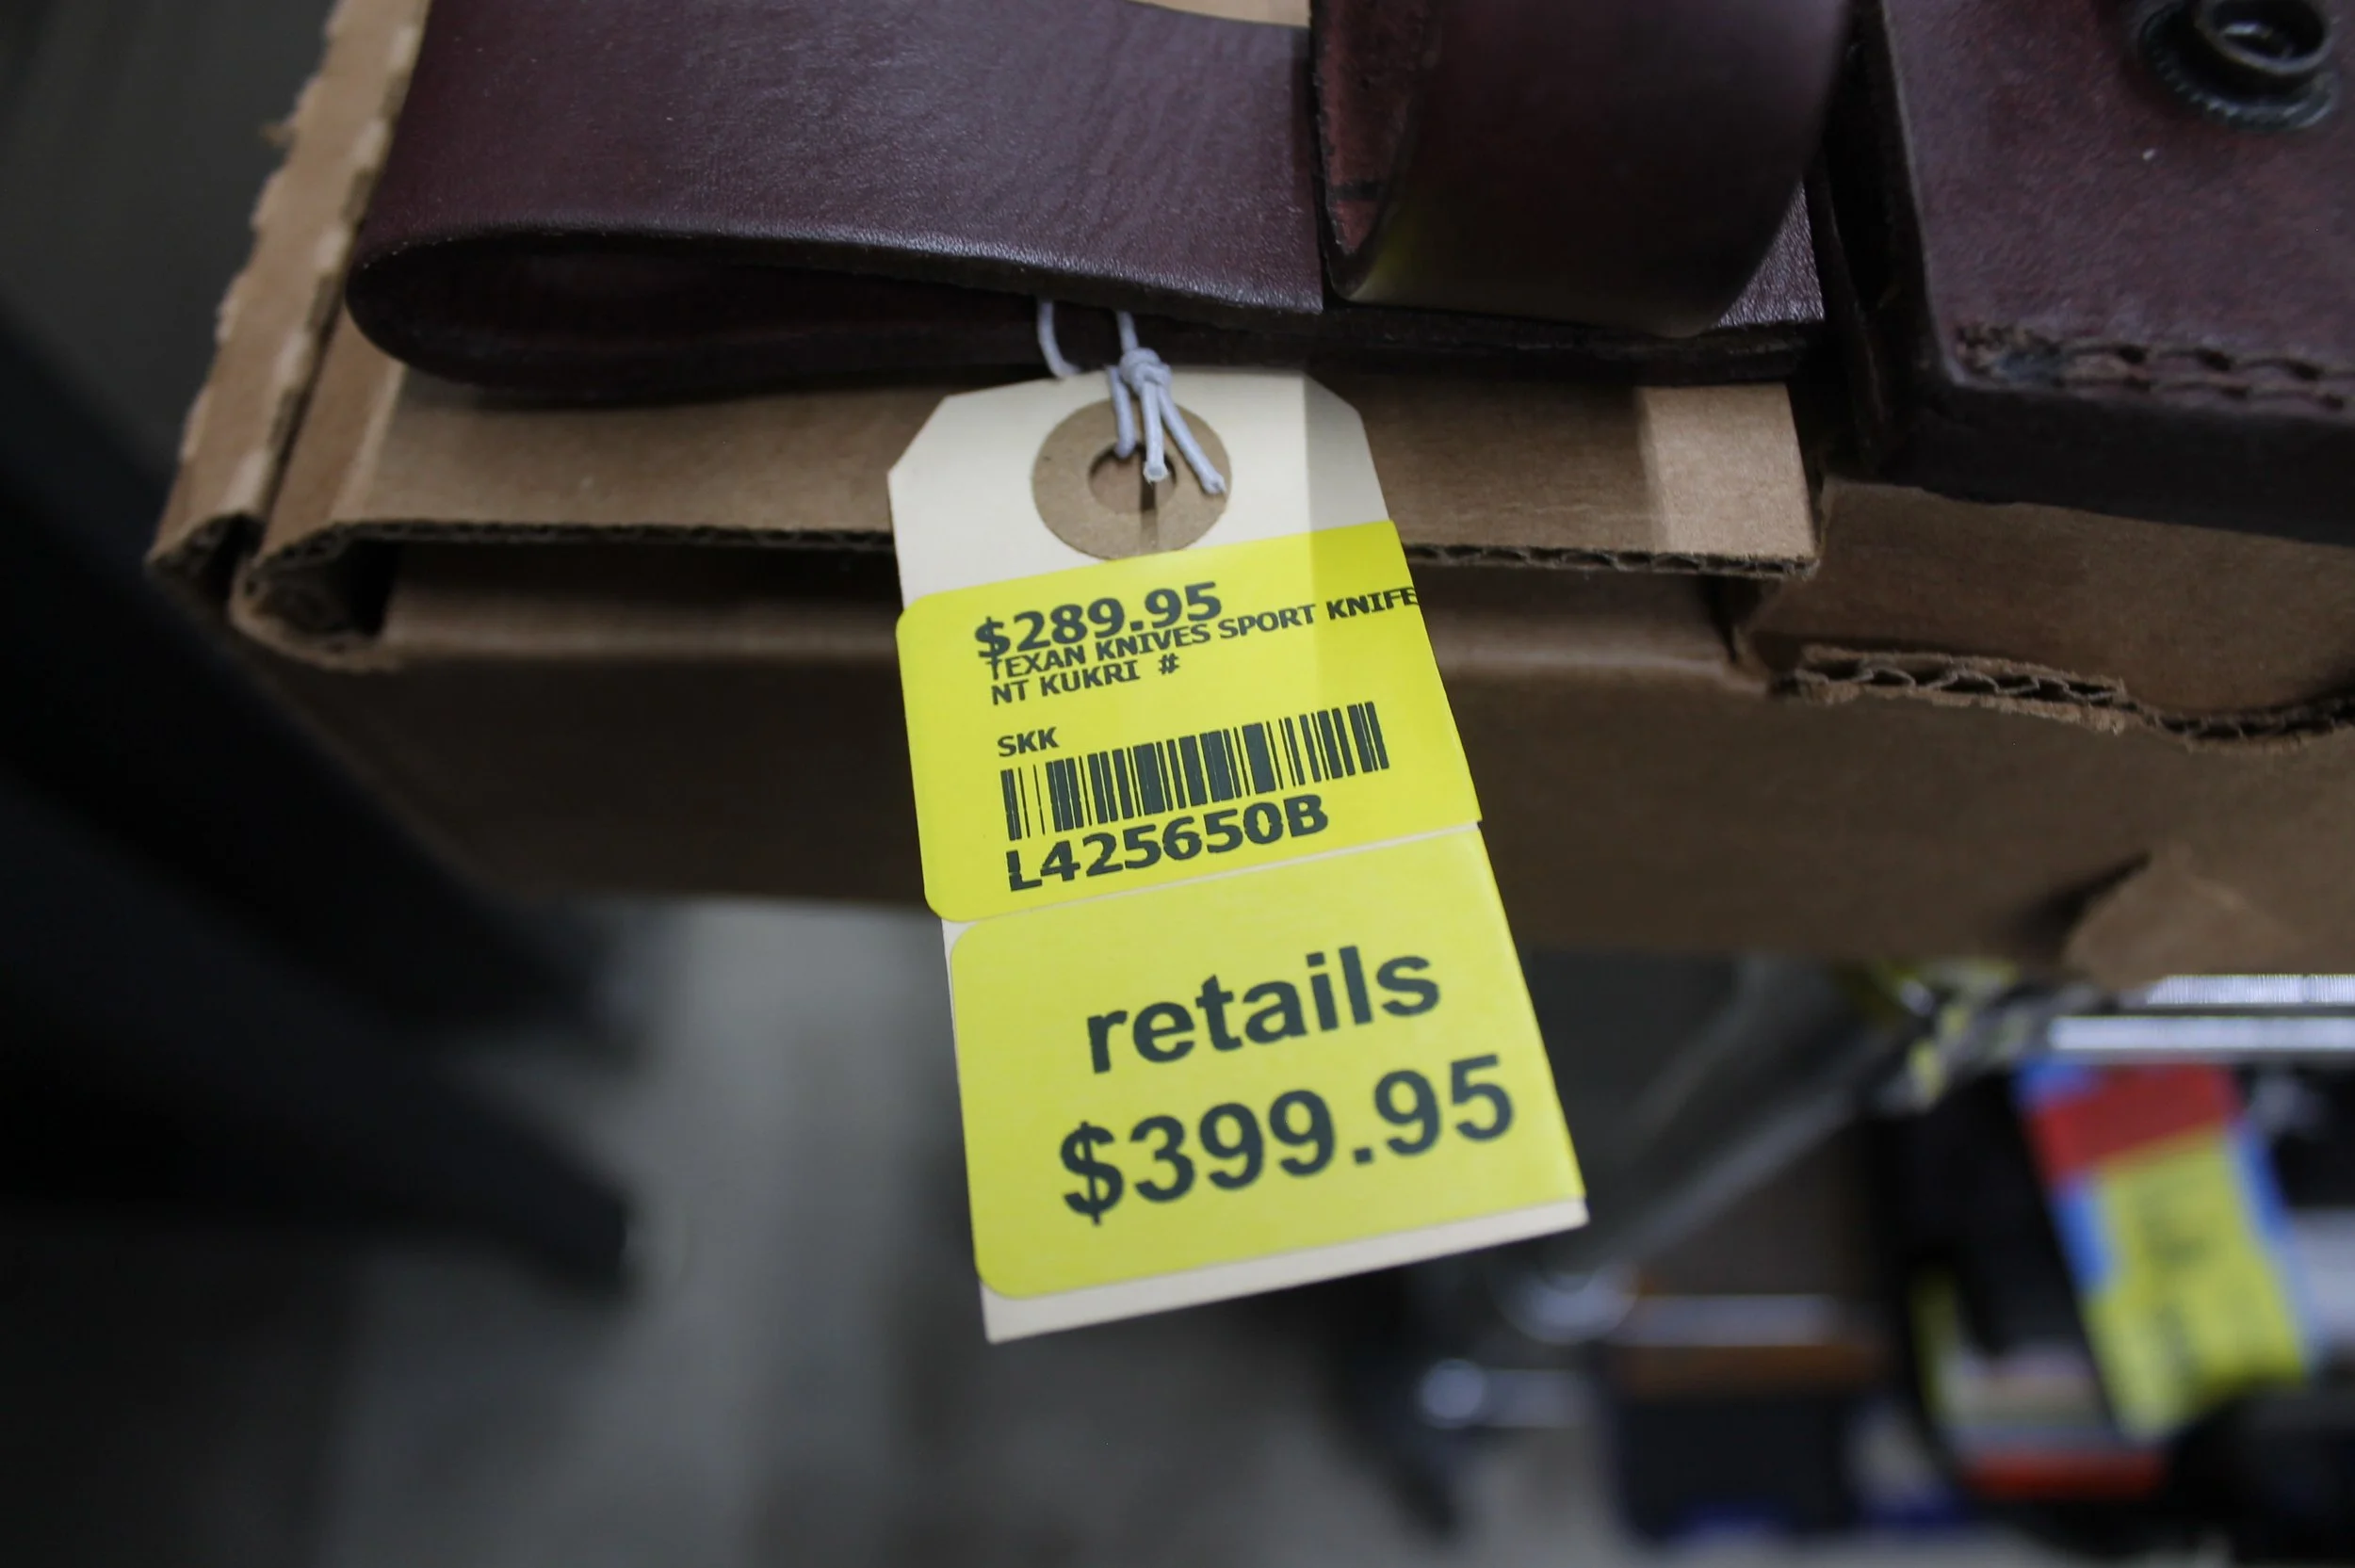 $289.95
TEXAN KNIVES SPORT KNIFE
NT KUKRI #
SKK
L425650B
retails
$399.95